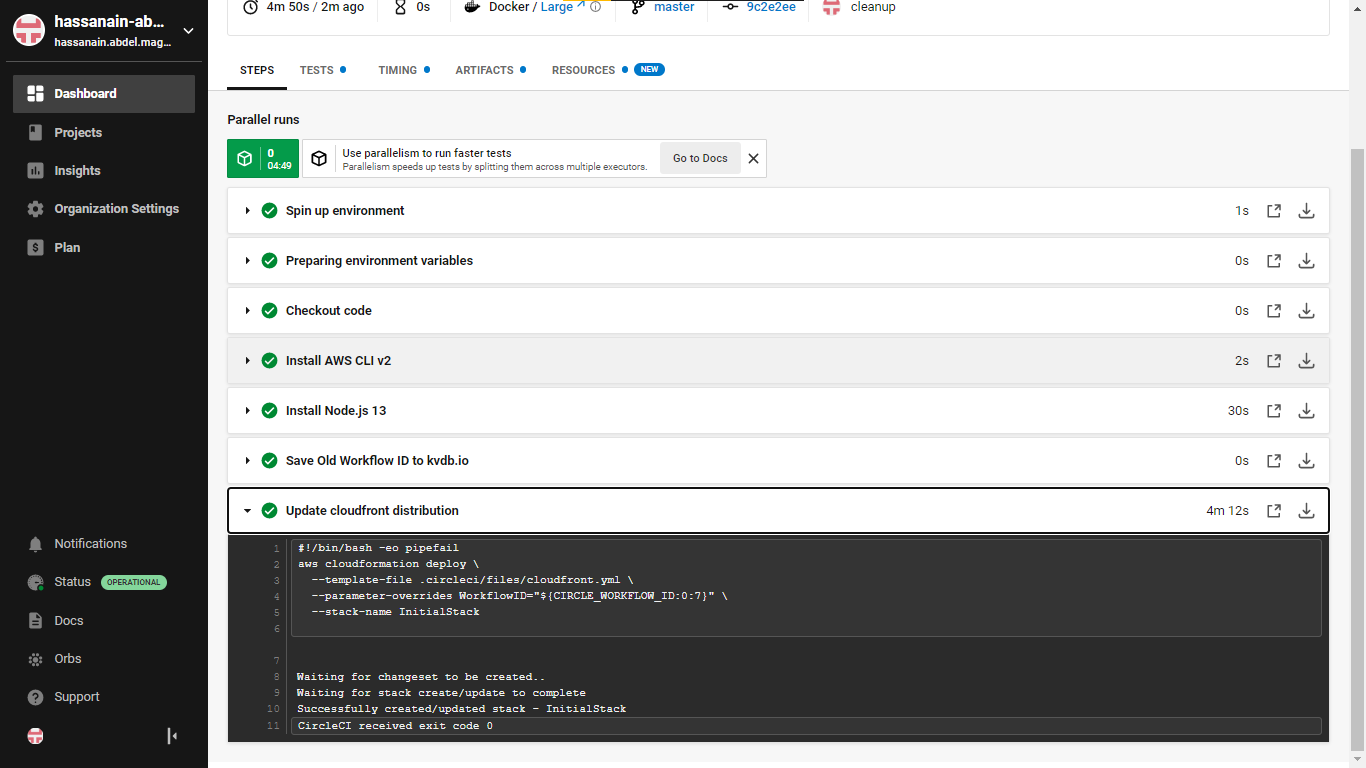 hassanain-ab...
hassanain.abdel.mag...
Dashboard
Projects
Insights
Organization Settings
Plan
Notifications
Status OPERATIONAL
Docs
Orbs
Support
4m 50s / 2m ago 0s Docker / Large master 9c2e2ee cleanup
STEPS TESTS TIMING ARTIFACTS RESOURCES NEW
Parallel runs
0
04:49
Use parallelism to run faster tests
Parallelism speeds up tests by splitting them across multiple executors.
Go to Docs
Spin up environment 1s
Preparing environment variables 0s
Checkout code 0s
Install AWS CLI v2 2s
Install Node.js 13 30s
Save Old Workflow ID to kvdb.io 0s
Update cloudfront distribution 4m 12s
1 #!/bin/bash -eo pipefail
2 aws cloudformation deploy \
3 --template-file .circleci/files/cloudfront.yml \
4 --parameter-overrides WorkflowID="${CIRCLE_WORKFLOW_ID:0:7}" \
5 --stack-name InitialStack
6
7
8 Waiting for changeset to be created..
9 Waiting for stack create/update to complete
10 Successfully created/updated stack - InitialStack
11 CircleCI received exit code 0